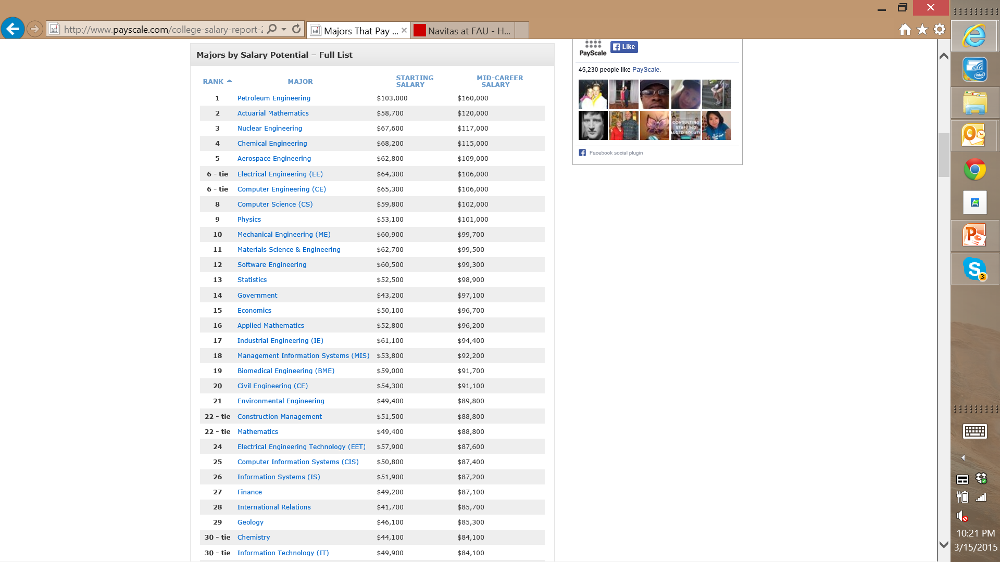 http://www.payscale.com/college-salary-report-2
Majors That Pay ...
Navitas at FAU - H...
Majors by Salary Potential – Full List
RANK MAJOR STARTING SALARY MID-CAREER SALARY
1 Petroleum Engineering $103,000 $160,000
2 Actuarial Mathematics $58,700 $120,000
3 Nuclear Engineering $67,600 $117,000
4 Chemical Engineering $68,200 $115,000
5 Aerospace Engineering $62,800 $109,000
6 - tie Electrical Engineering (EE) $64,300 $106,000
6 - tie Computer Engineering (CE) $65,300 $106,000
8 Computer Science (CS) $59,800 $102,000
9 Physics $53,100 $101,000
10 Mechanical Engineering (ME) $60,900 $99,700
11 Materials Science & Engineering $62,700 $99,500
12 Software Engineering $60,500 $99,300
13 Statistics $52,500 $98,900
14 Government $43,200 $97,100
15 Economics $50,100 $96,700
16 Applied Mathematics $52,800 $96,200
17 Industrial Engineering (IE) $61,100 $94,400
18 Management Information Systems (MIS) $53,800 $92,200
19 Biomedical Engineering (BME) $59,000 $91,700
20 Civil Engineering (CE) $54,300 $91,100
21 Environmental Engineering $49,400 $89,800
22 - tie Construction Management $51,500 $88,800
22 - tie Mathematics $49,400 $88,800
24 Electrical Engineering Technology (EET) $57,900 $87,600
25 Computer Information Systems (CIS) $50,800 $87,400
26 Information Systems (IS) $51,900 $87,200
27 Finance $49,200 $87,100
28 International Relations $41,700 $85,700
29 Geology $46,100 $85,300
30 - tie Chemistry $44,100 $84,100
30 - tie Information Technology (IT) $49,900 $84,100
PayScale
Like
45,230 people like PayScale.
CONSULTING
STAFFING
Facebook social plugin
intel
3
10:21 PM
3/15/2015